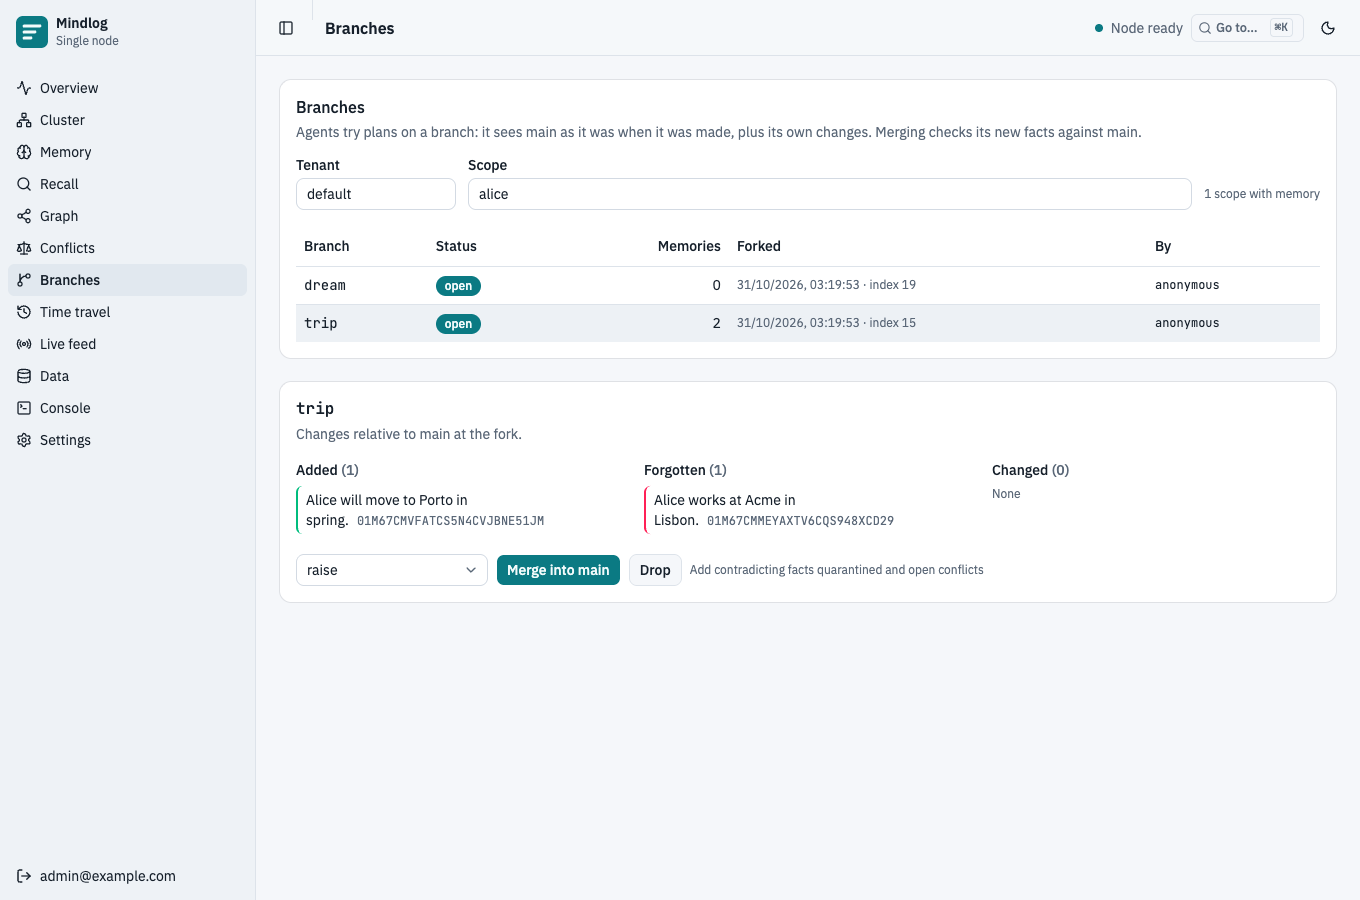 Mindlog
Single node
Overview
Cluster
Memory
Recall
Graph
Conflicts
Branches
Time travel
Live feed
Data
Console
Settings
admin@example.com
Branches
Node ready
Go to... ⌘K
Branches
Agents try plans on a branch: it sees main as it was when it was made, plus its own changes. Merging checks its new facts against main.
Tenant Scope
default alice 1 scope with memory
Branch Status Memories Forked By
dream open 0 31/10/2026, 03:19:53 · index 19 anonymous
trip open 2 31/10/2026, 03:19:53 · index 15 anonymous
trip
Changes relative to main at the fork.
Added (1)
Alice will move to Porto in
spring. 01M67CMVFATCS5N4CVJBNE51JM
Forgotten (1)
Alice works at Acme in
Lisbon. 01M67CMMEYAXTV6CQS948XCD29
Changed (0)
None
raise Merge into main Drop Add contradicting facts quarantined and open conflicts